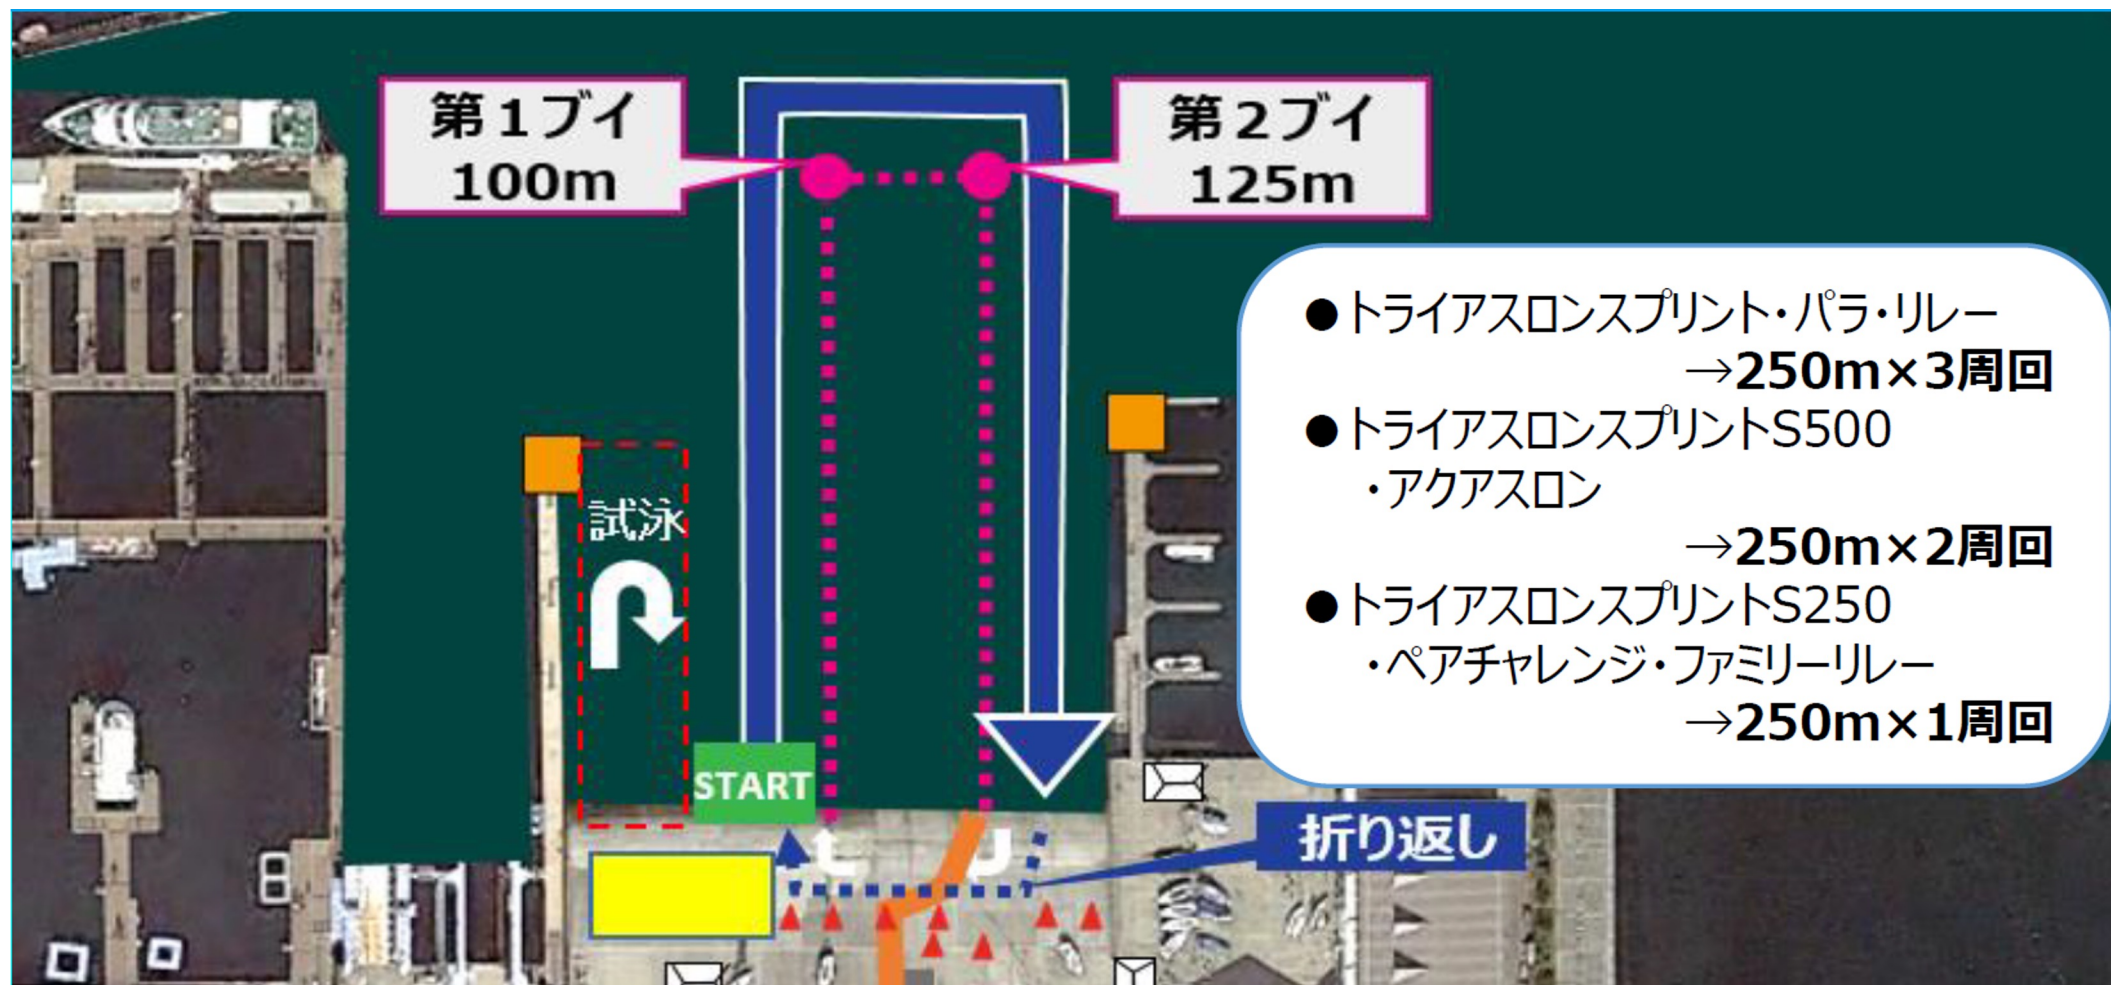 第1ブイ
100m
第2ブイ
125m
●トライアスロンスプリント・パラ・リレー
→250m×3周回
●トライアスロンスプリントS500
・アクアスロン
→250m×2周回
●トライアスロンスプリントS250
・ペアチャレンジ・ファミリーリレー
→250m×1周回
試泳
START
折り返し